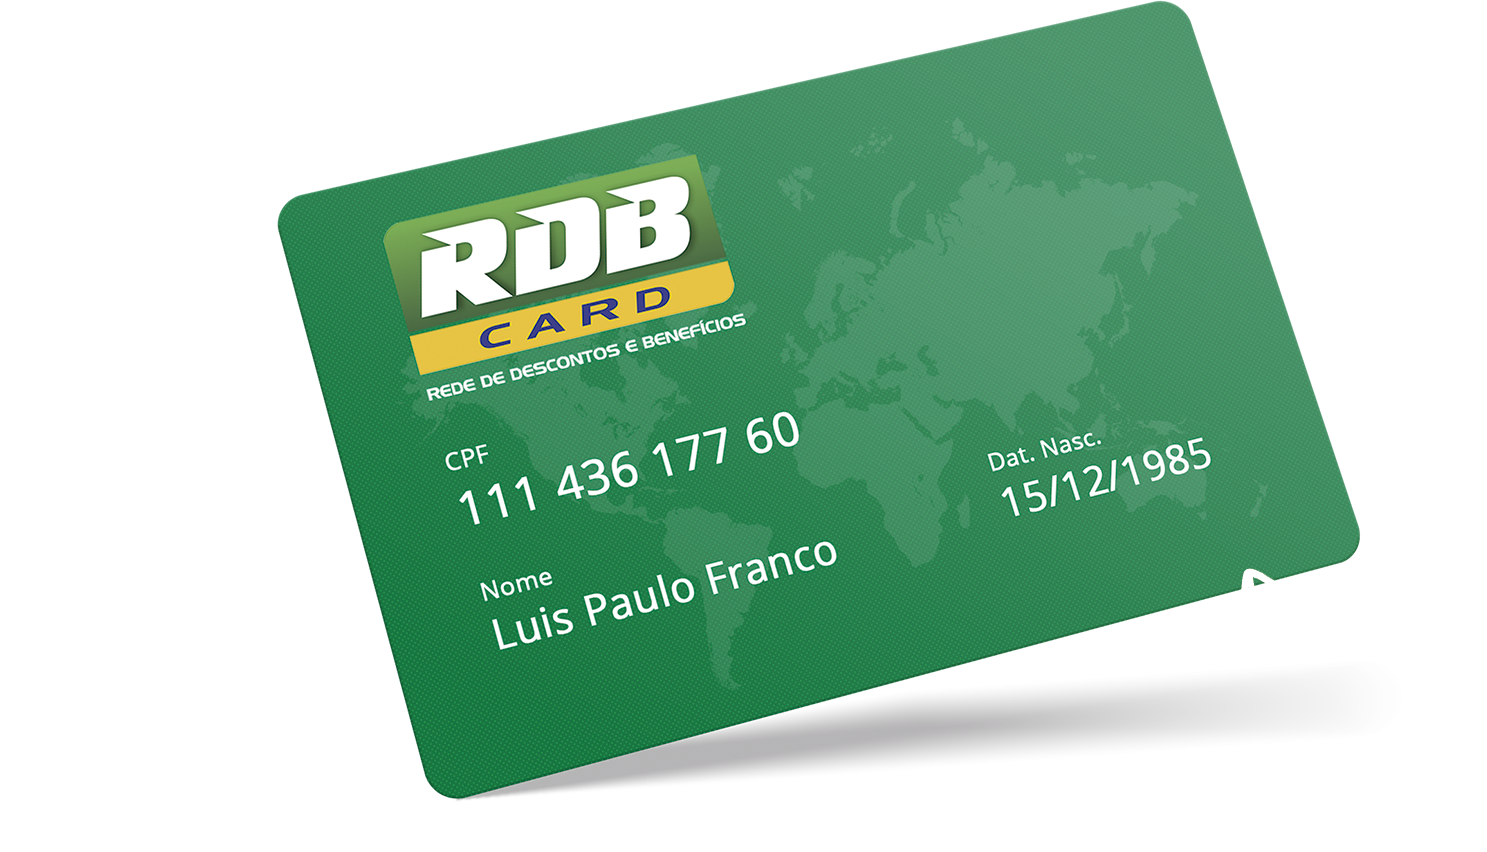 RDB
CARD
REDE DE DESCONTOS E BENEFÍCIOS
CPF
111 436 177 60
Dat. Nasc.
15/12/1985
Nome
Luis Paulo Franco